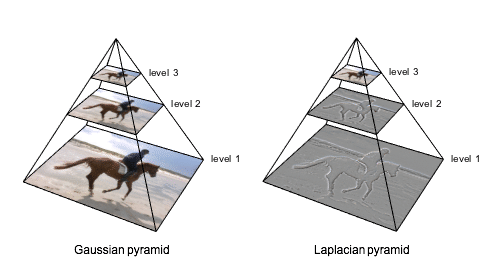 level 3
level 2
level 1
Gaussian pyramid
level 3
level 2
level 1
Laplacian pyramid